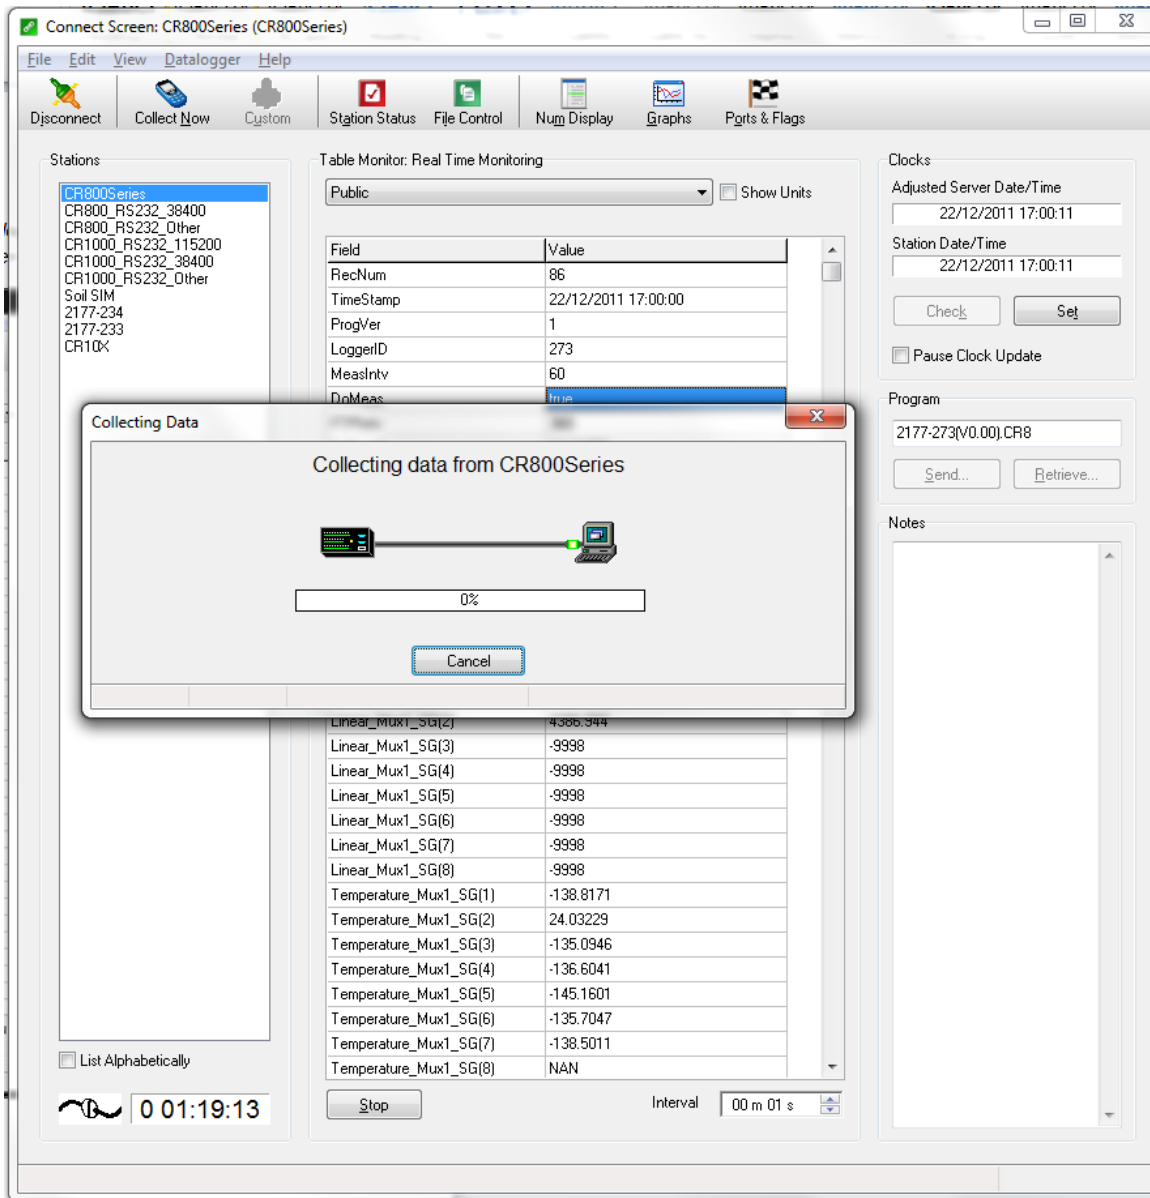 Connect Screen: CR800Series (CR800Series)
File Edit View Datalogger Help
Disconnect Collect Now Custom Station Status File Control Num Display Graphs Ports & Flags
Stations
CR800Series
CR800_RS232_38400
CR800_RS232_Other
CR1000_RS232_115200
CR1000_RS232_38400
CR1000_RS232_Other
Soil SIM
2177-234
2177-233
CR10X
List Alphabetically
0 01:19:13
Table Monitor: Real Time Monitoring
Public Show Units
Field Value
RecNum 86
TimeStamp 22/12/2011 17:00:00
ProgVer 1
LoggerID 273
MeasIntv 60
DoMeas true
Collecting Data
Collecting data from CR800Series
0%
Cancel
Linear_Mux1_SG(2) 4386.944
Linear_Mux1_SG(3) -9998
Linear_Mux1_SG(4) -9998
Linear_Mux1_SG(5) -9998
Linear_Mux1_SG(6) -9998
Linear_Mux1_SG(7) -9998
Linear_Mux1_SG(8) -9998
Temperature_Mux1_SG(1) -138.8171
Temperature_Mux1_SG(2) 24.03229
Temperature_Mux1_SG(3) -135.0946
Temperature_Mux1_SG(4) -136.6041
Temperature_Mux1_SG(5) -145.1601
Temperature_Mux1_SG(6) -135.7047
Temperature_Mux1_SG(7) -138.5011
Temperature_Mux1_SG(8) NAN
Stop Interval 00 m 01 s
Clocks
Adjusted Server Date/Time
22/12/2011 17:00:11
Station Date/Time
22/12/2011 17:00:11
Check Set
Pause Clock Update
Program
2177-273(V0.00).CR8
Send... Retrieve...
Notes